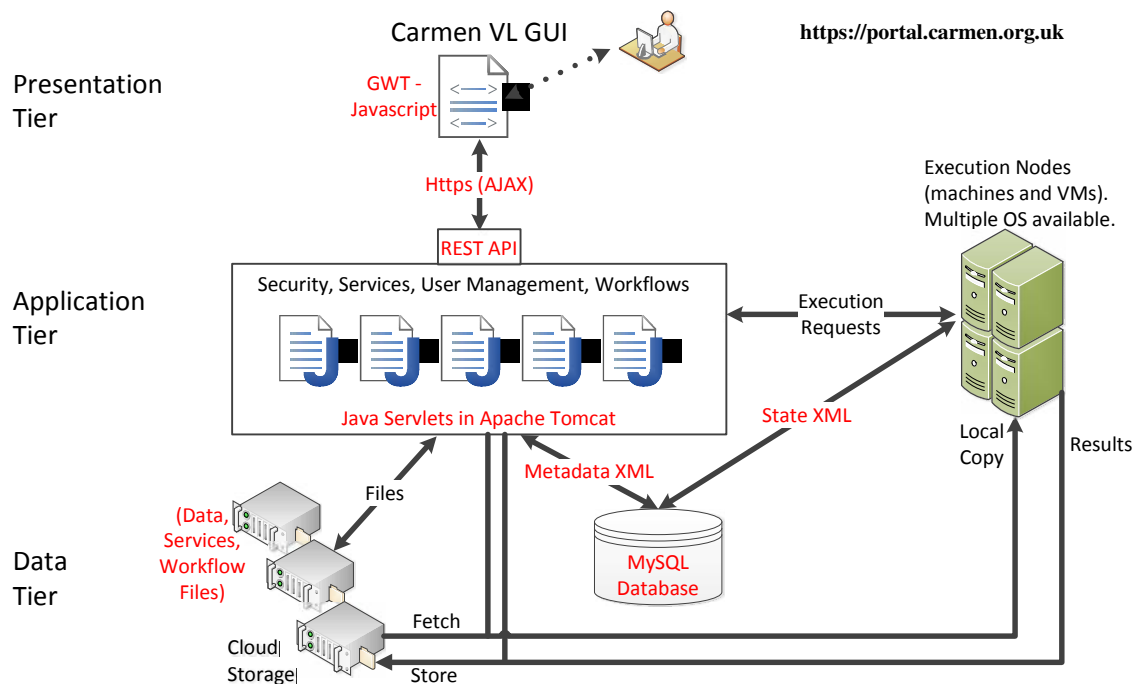 Carmen VL GUI
https://portal.carmen.org.uk
Presentation
Tier
GWT -
Javascript
Https (AJAX)
REST API
Execution Nodes
(machines and VMs).
Multiple OS available.
Application
Tier
Security, Services, User Management, Workflows
Java Servlets in Apache Tomcat
Execution
Requests
State XML
Local
Copy
Results
Metadata XML
Files
(Data,
Services,
Workflow
Files)
Data
Tier
MySQL
Database
Cloud
Storage
Fetch
Store